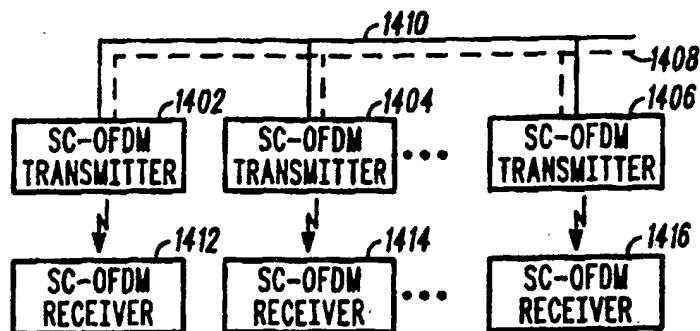 1410
1408
1402
1404
1406
SC-OFDM TRANSMITTER
SC-OFDM TRANSMITTER
SC-OFDM TRANSMITTER
1412
1414
1416
SC-OFDM RECEIVER
SC-OFDM RECEIVER
SC-OFDM RECEIVER